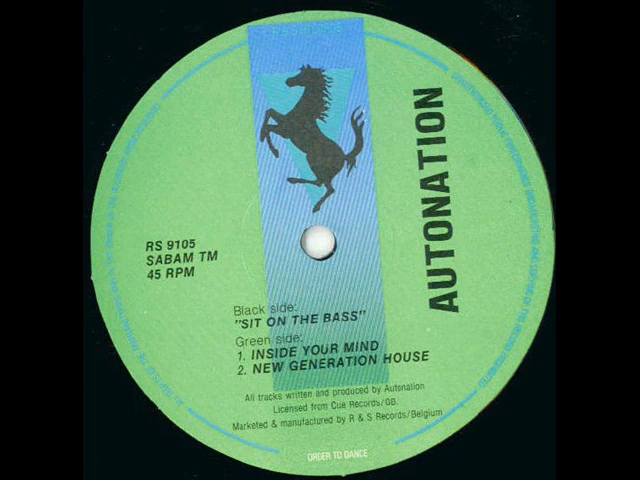 AUTONATION
RS 9105
SABAM TM
45 RPM
Black side:
"SIT ON THE BASS"
Green side:
1. INSIDE YOUR MIND
2. NEW GENERATION HOUSE
All tracks written and produced by Autonation
Licensed from Cue Records/GB.
Marketed & manufactured by R & S Records/Belgium
ORDER TO DANCE